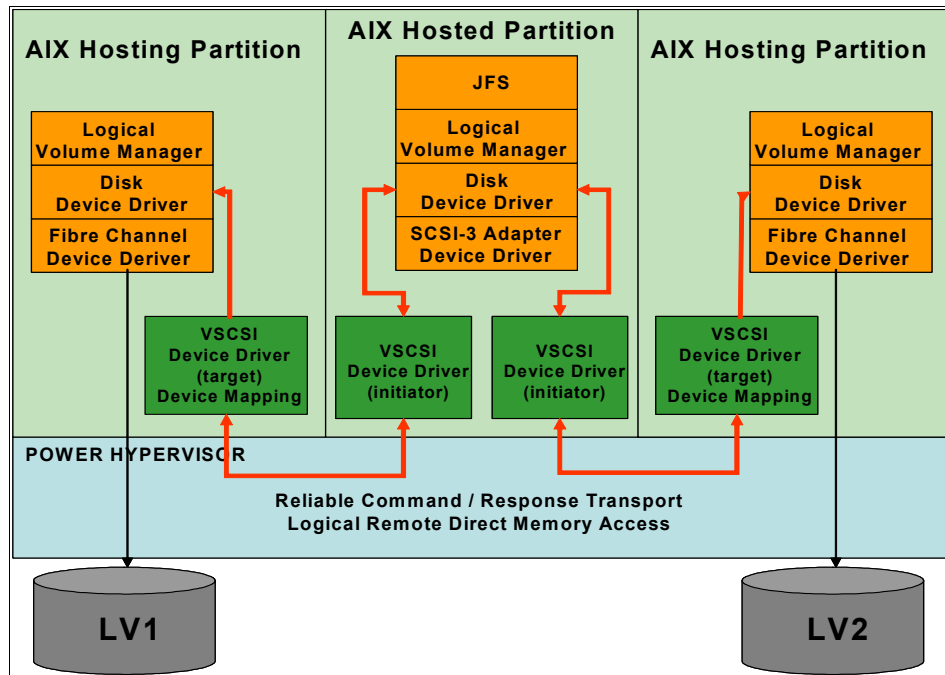 AIX Hosting Partition
AIX Hosted Partition
AIX Hosting Partition
JFS
Logical
Volume Manager
Disk
Device Driver
SCSI-3 Adapter
Device Driver
Logical
Volume Manager
Disk
Device Driver
Fibre Channel
Device Deriver
Logical
Volume Manager
Disk
Device Driver
Fibre Channel
Device Deriver
VSCSI
Device Driver
(target)
Device Mapping
VSCSI
Device Driver
(initiator)
VSCSI
Device Driver
(initiator)
VSCSI
Device Driver
(target)
Device Mapping
POWER HYPERVISOR
Reliable Command / Response Transport
Logical Remote Direct Memory Access
LV1
LV2